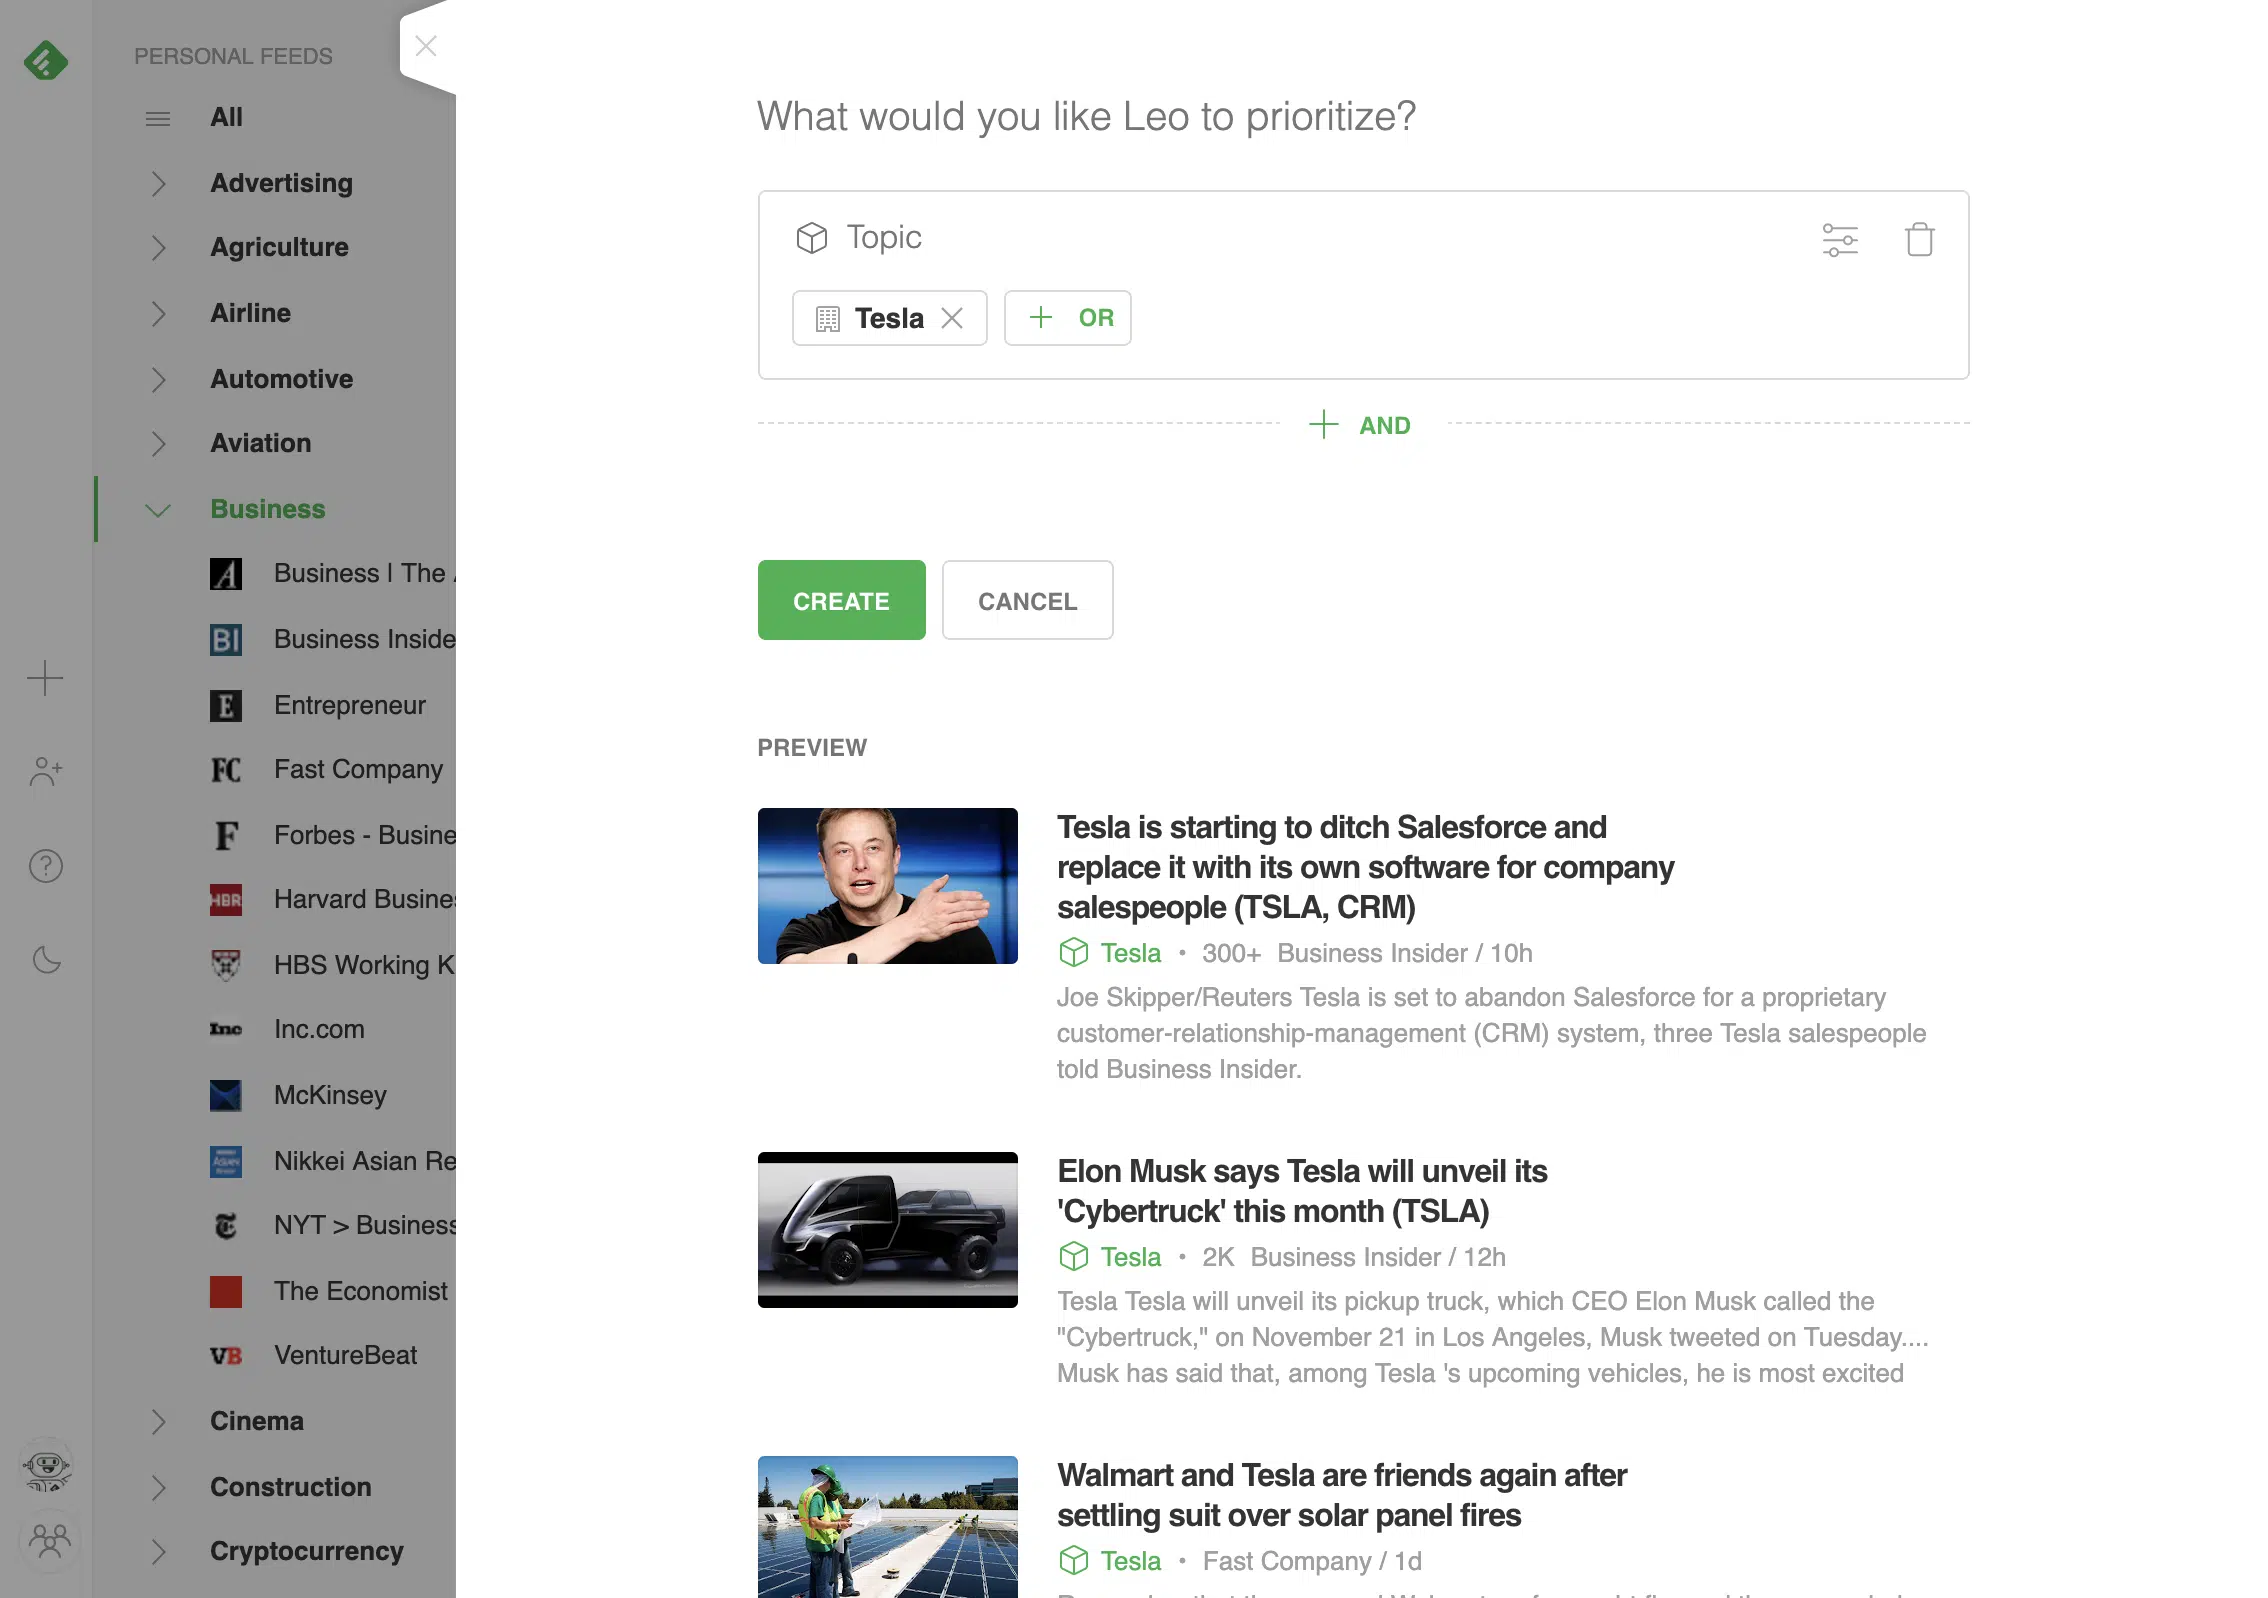 PERSONAL FEEDS
All
Advertising
Agriculture
Airline
Automotive
Aviation
Business
Business | The
Business Inside
Entrepreneur
FC Fast Company
F Forbes - Busine
HBR Harvard Busines
HBS Working K
Inc Inc.com
McKinsey
Nikkei Asian Re
NYT > Business
The Economist
VB VentureBeat
Cinema
Construction
Cryptocurrency
What would you like Leo to prioritize?
Topic
Tesla
OR
AND
CREATE
CANCEL
PREVIEW
Tesla is starting to ditch Salesforce and
replace it with its own software for company
salespeople (TSLA, CRM)
Tesla • 300+ Business Insider / 10h
Joe Skipper/Reuters Tesla is set to abandon Salesforce for a proprietary
customer-relationship-management (CRM) system, three Tesla salespeople
told Business Insider.
Elon Musk says Tesla will unveil its
'Cybertruck' this month (TSLA)
Tesla • 2K Business Insider / 12h
Tesla Tesla will unveil its pickup truck, which CEO Elon Musk called the
"Cybertruck," on November 21 in Los Angeles, Musk tweeted on Tuesday....
Musk has said that, among Tesla 's upcoming vehicles, he is most excited
Walmart and Tesla are friends again after
settling suit over solar panel fires
Tesla • Fast Company / 1d